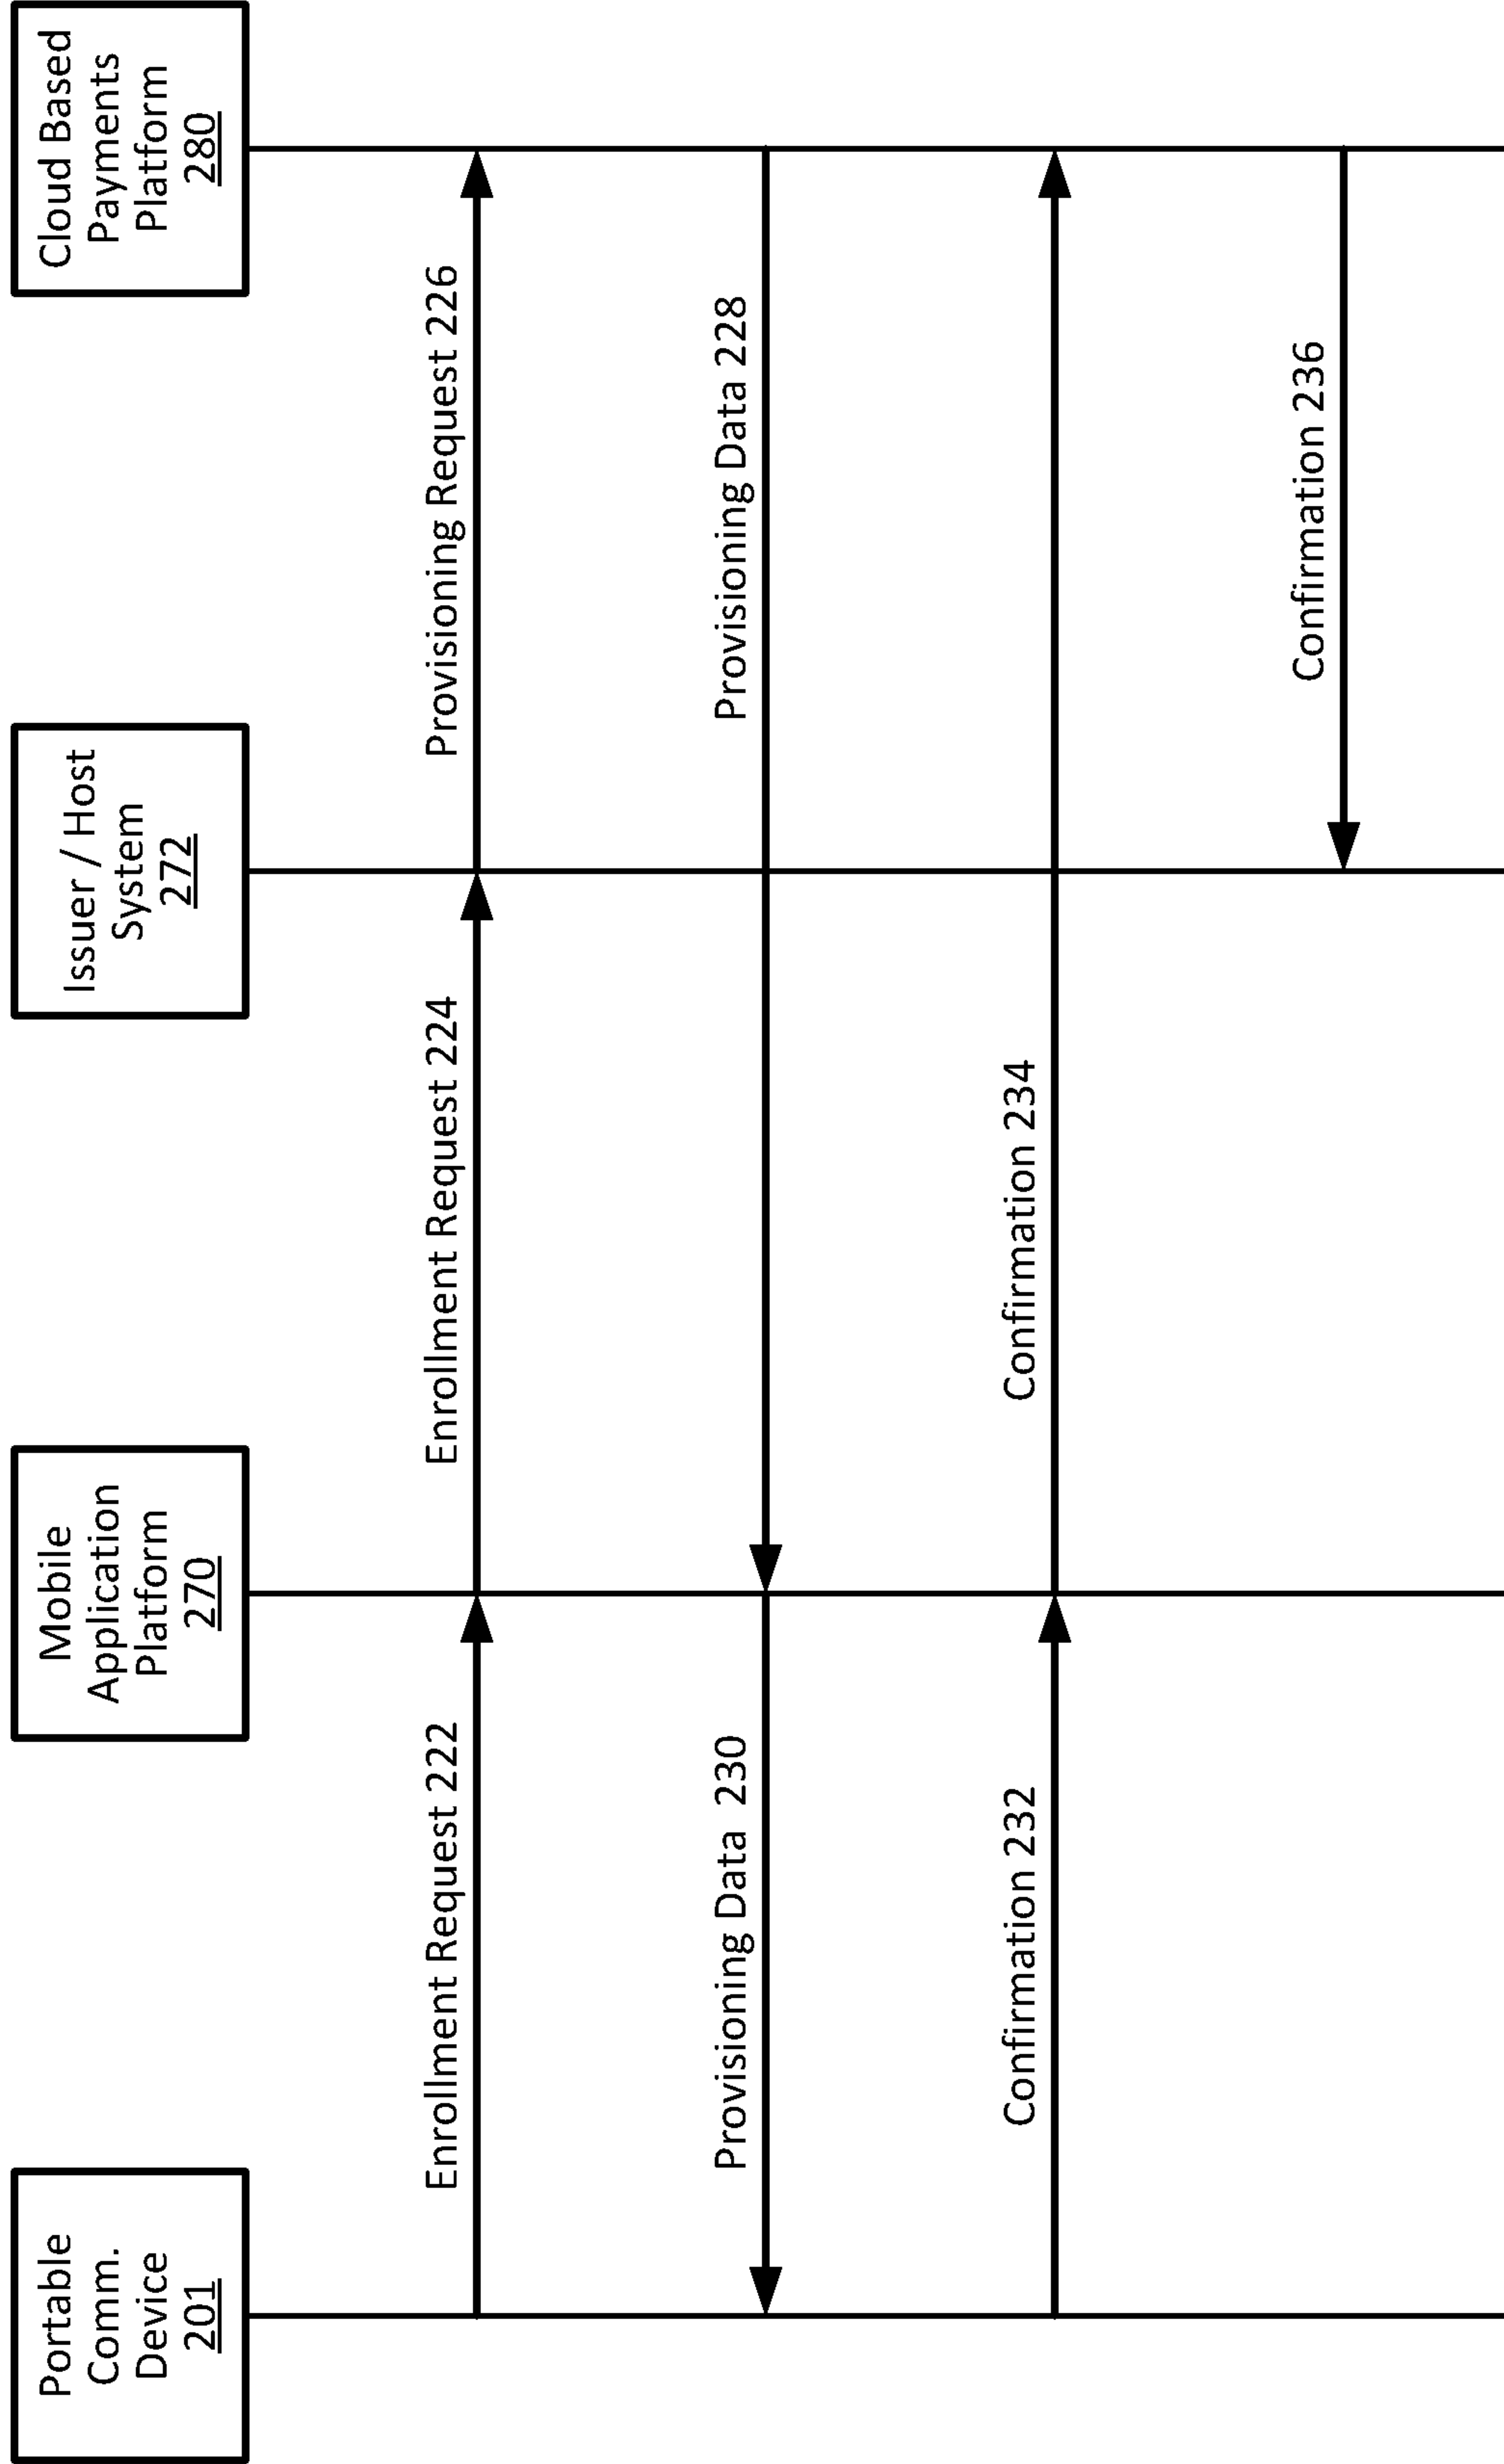 Portable
Comm.
Device
201
Mobile
Application
Platform
270
Issuer / Host
System
272
Cloud Based
Payments
Platform
280
Enrollment Request 222
Enrollment Request 224
Provisioning Request 226
Provisioning Data 230
Provisioning Data 228
Confirmation 232
Confirmation 234
Confirmation 236